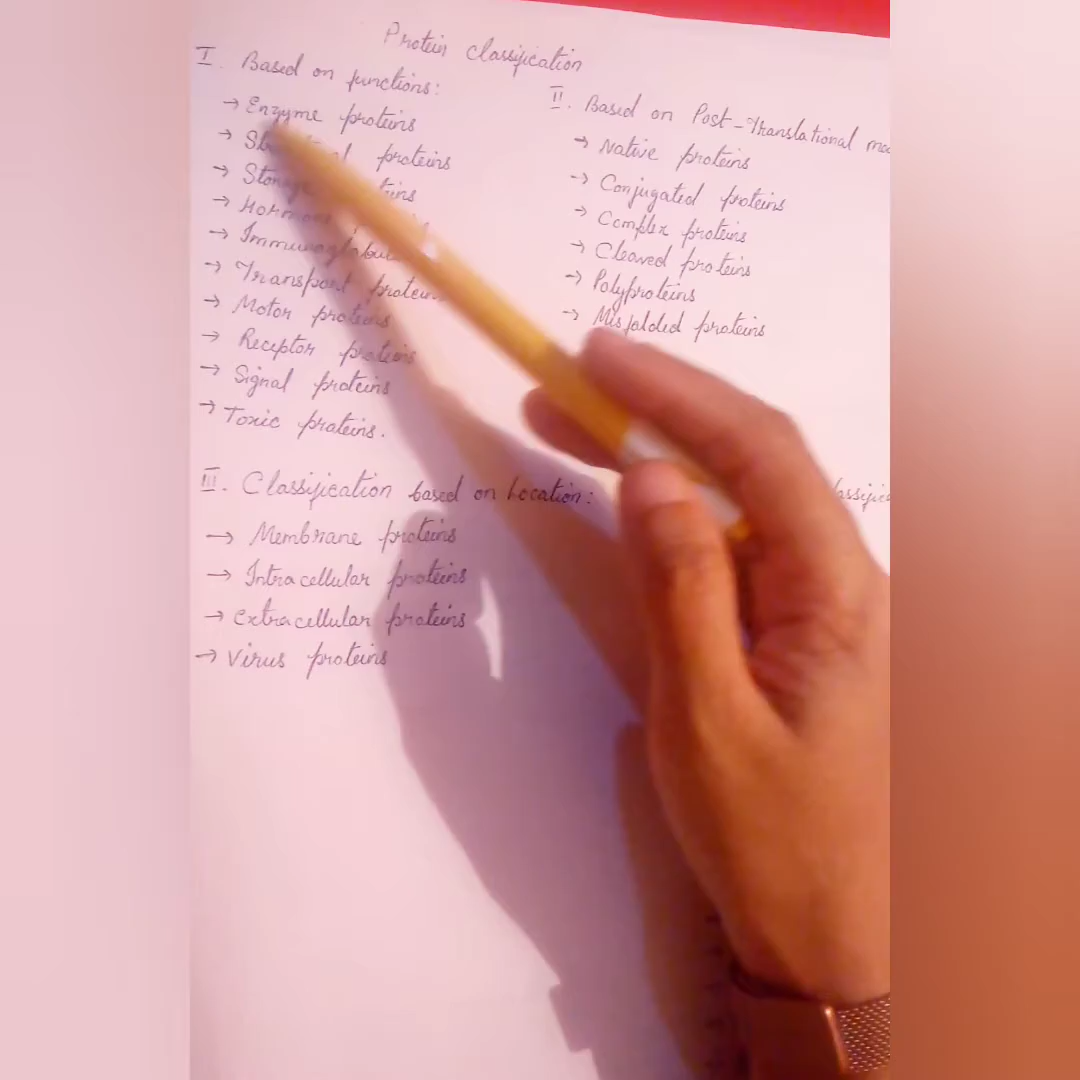 Protein classification
I. Based on functions:
→ Enzyme proteins
→ proteins
→
→
→
→ Transport
→ Motor proteins
→ Receptor proteins
→ Signal proteins
→ Toxic proteins.
II. Based on Post-Translational
→ Native proteins
→ Conjugated proteins
→ Complex proteins
→ Cleaved proteins
→ Polyproteins
→ Misfolded proteins
III. Classification based on Location:
→ Membrane proteins
→ Intracellular proteins
→ extracellular proteins
→ Virus proteins